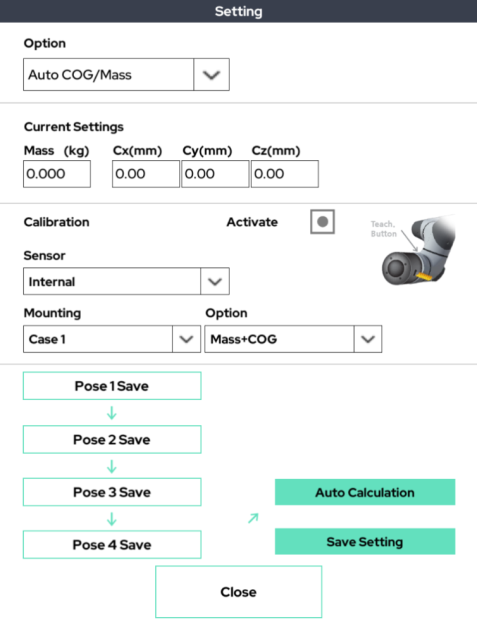 Setting
Option
Auto COG/Mass
Current Settings
Mass (kg) Cx(mm) Cy(mm) Cz(mm)
0.000 0.00 0.00 0.00
Calibration Activate
Teach,
Button
Sensor
Internal
Mounting Option
Case 1 Mass+COG
Pose 1 Save
Pose 2 Save
Pose 3 Save Auto Calculation
Pose 4 Save Save Setting
Close